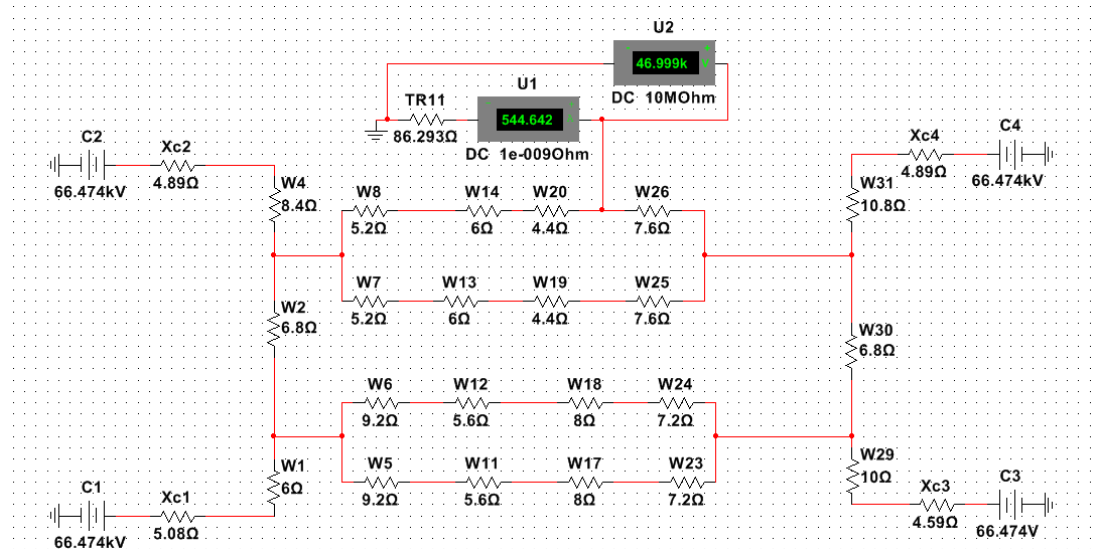 U2
46.999k V
DC 10MOhm
U1
544.642
DC 1e-009Ohm
TR11
86.293Ω
C2
66.474kV
Xc2
4.89Ω
Xc4
4.89Ω
C4
66.474kV
W4
8.4Ω
W8
5.2Ω
W14
6Ω
W20
4.4Ω
W26
7.6Ω
W31
10.8Ω
W7
5.2Ω
W13
6Ω
W19
4.4Ω
W25
7.6Ω
W2
6.8Ω
W30
6.8Ω
W6
9.2Ω
W12
5.6Ω
W18
8Ω
W24
7.2Ω
W5
9.2Ω
W11
5.6Ω
W17
8Ω
W23
7.2Ω
W1
6Ω
W29
10Ω
C1
66.474kV
Xc1
5.08Ω
Xc3
4.59Ω
C3
66.474V